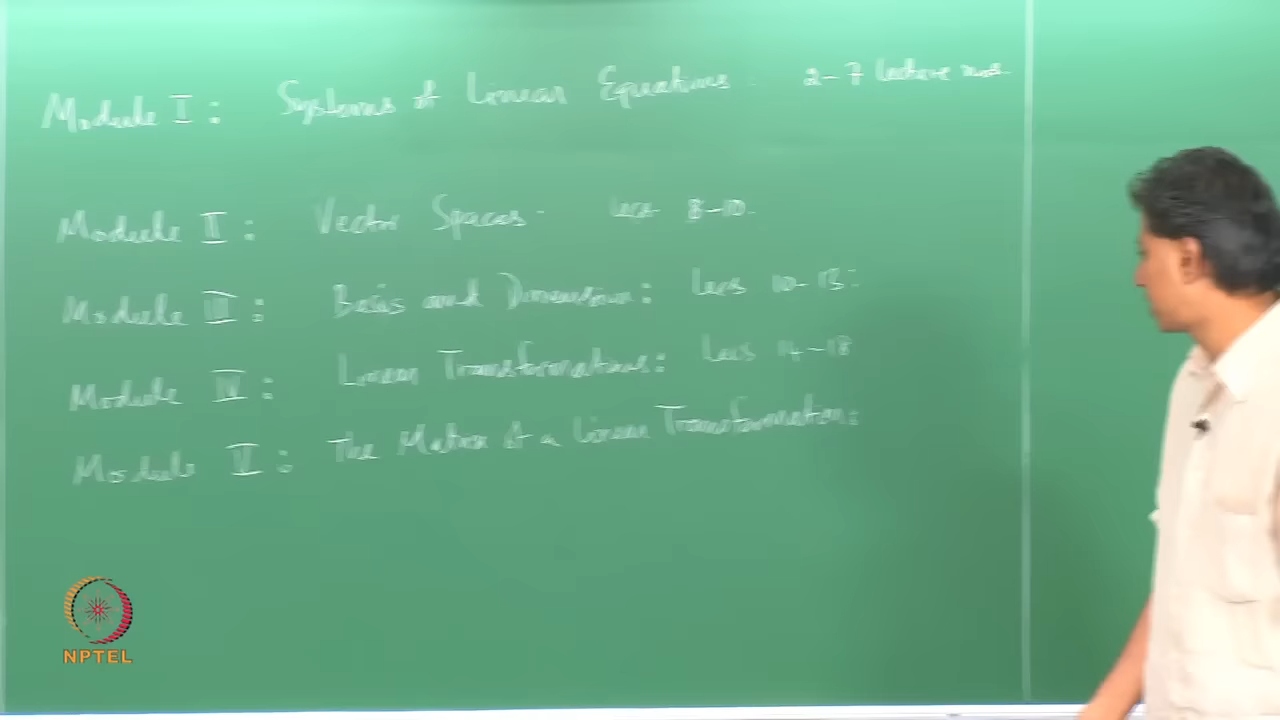 Module I : Systems of Linear Equations. 2-7 lecture nos.
Module II : Vector Spaces. Lecs 8-10.
Module III : Basis and Dimension: Lecs 10-13:
Module IV : Linear Transformations: Lecs 14-18
Module V : The Matrix of a Linear Transformation:
NPTEL